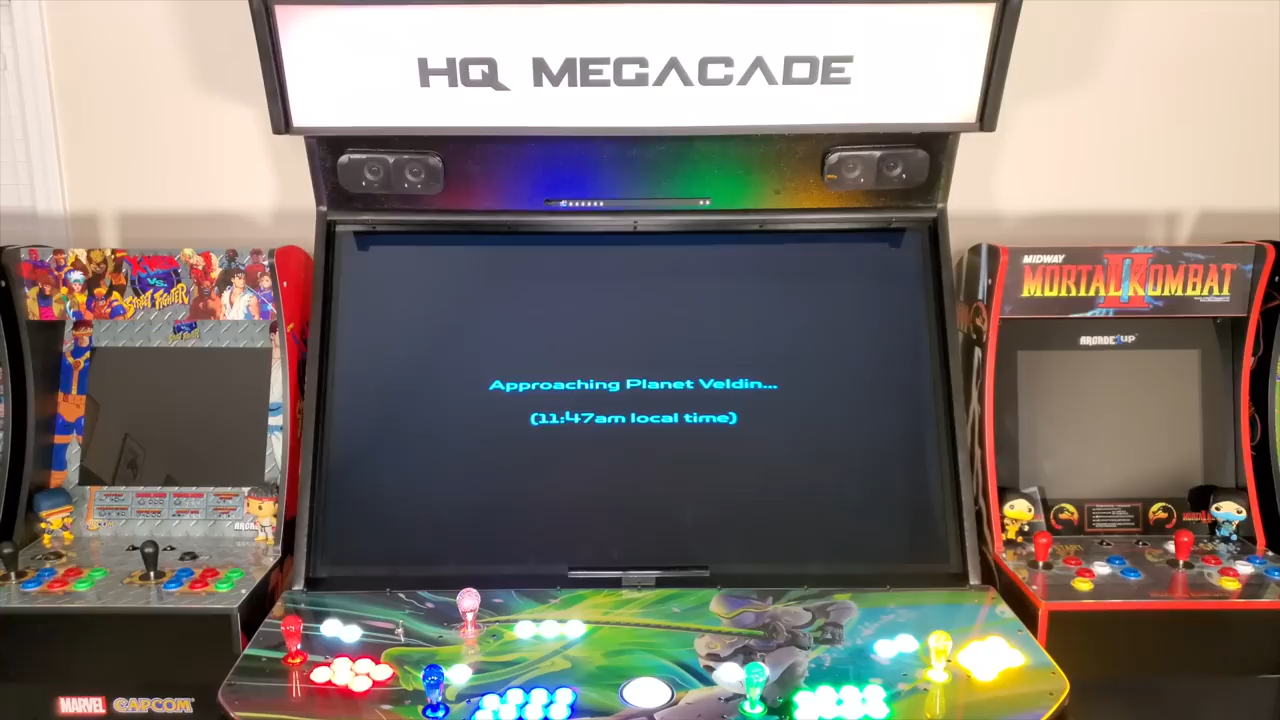 HQ MEGACADE
X-MEN
VS.
STREET FIGHTER
MIDWAY
MORTAL KOMBAT
II
ARCADE1UP
Approaching Planet Veldin...
(11:47am local time)
START
MARVEL CAPCOM